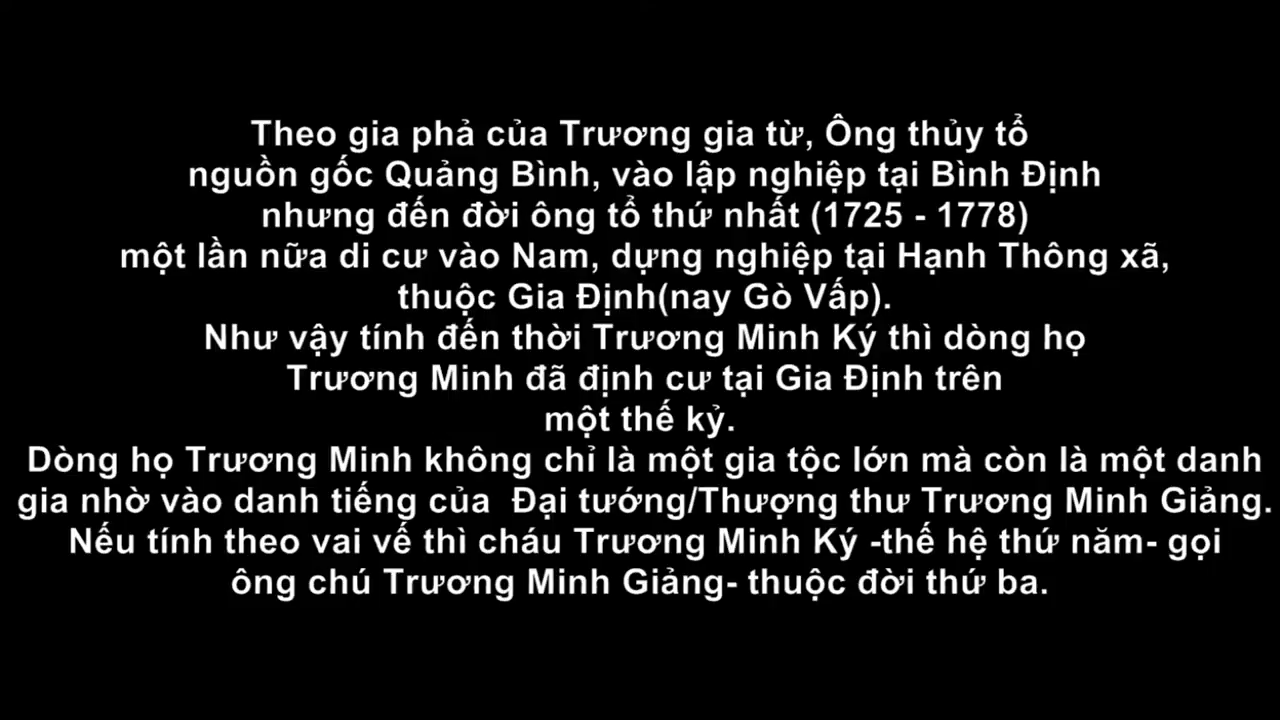 Theo gia phả của Trương gia từ, Ông thủy tổ
nguồn gốc Quảng Bình, vào lập nghiệp tại Bình Định
nhưng đến đời ông tổ thứ nhất (1725 - 1778)
một lần nữa di cư vào Nam, dựng nghiệp tại Hạnh Thông xã,
thuộc Gia Định(nay Gò Vấp).
Như vậy tính đến thời Trương Minh Ký thì dòng họ
Trương Minh đã định cư tại Gia Định trên
một thế kỷ.
Dòng họ Trương Minh không chỉ là một gia tộc lớn mà còn là một danh
gia nhờ vào danh tiếng của  Đại tướng/Thượng thư Trương Minh Giảng.
Nếu tính theo vai vế thì cháu Trương Minh Ký -thế hệ thứ năm- gọi
ông chú Trương Minh Giảng- thuộc đời thứ ba.